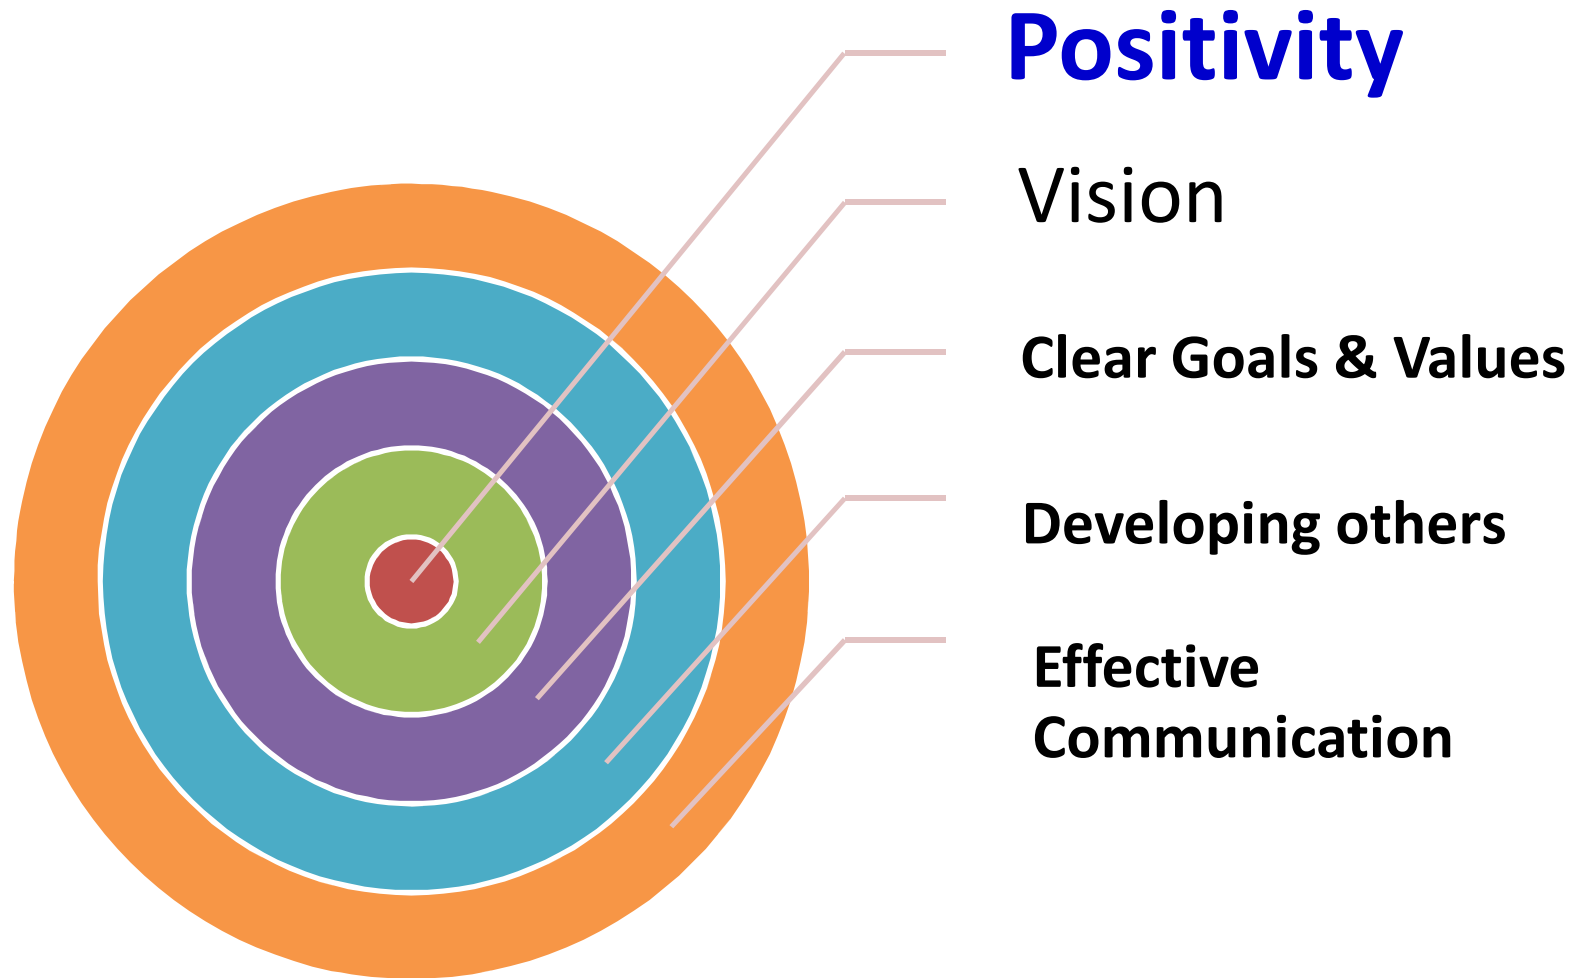 Positivity
Vision
Clear Goals & Values
Developing others
Effective
Communication